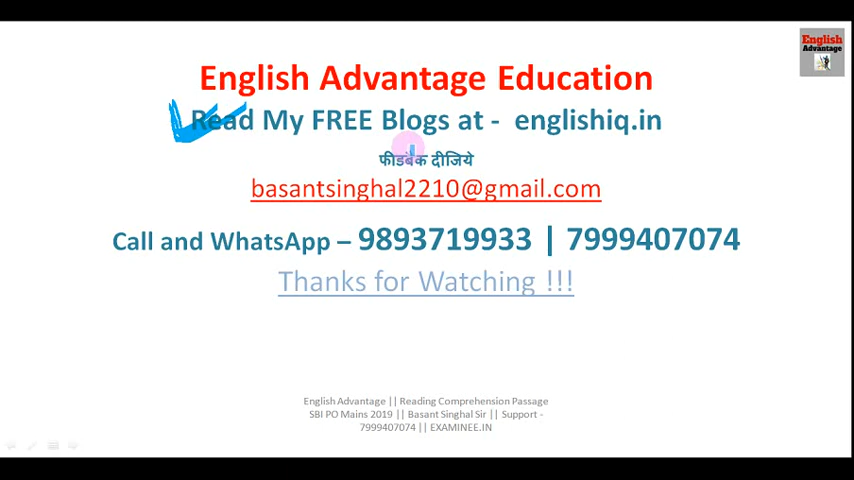 English
Advantage
English Advantage Education
Read My FREE Blogs at - englishiq.in
फीडबॅक दीजिये
basantsinghal2210@gmail.com
Call and WhatsApp – 9893719933 | 7999407074
Thanks for Watching !!!
English Advantage || Reading Comprehension Passage
SBI PO Mains 2019 || Basant Singhal Sir || Support -
7999407074 || EXAMINEE.IN